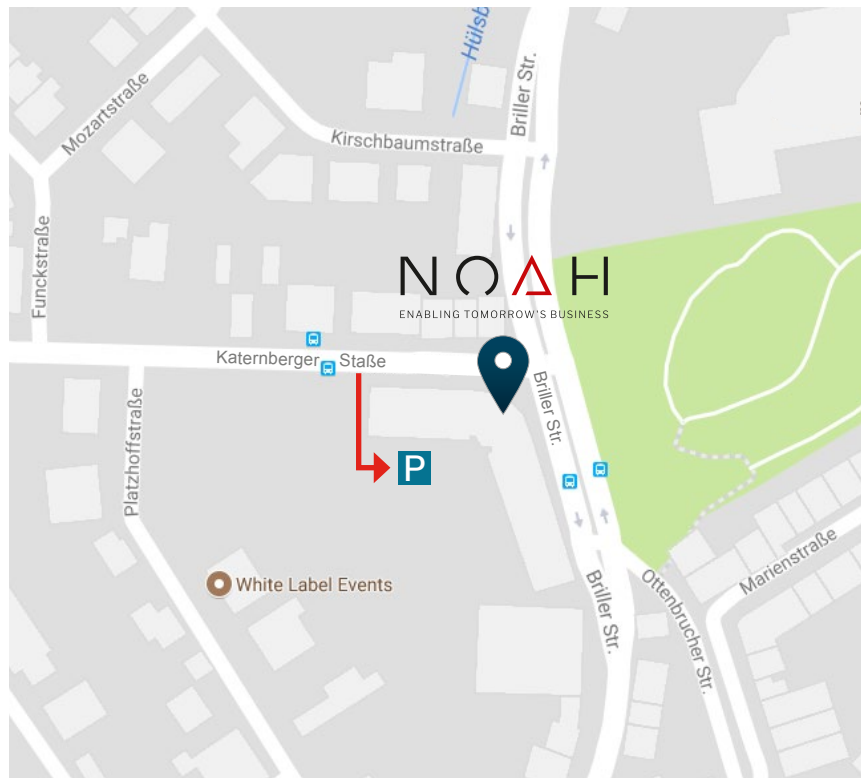 Hülsb
Briller Str.
Mozartstraße
Kirschbaumstraße
Funckstraße
NOAH
ENABLING TOMORROW'S BUSINESS
Katernberger Staße
Briller Str.
Platzhoffstraße
P
White Label Events
Briller Str.
Ottenbrucher Str.
Marienstraße